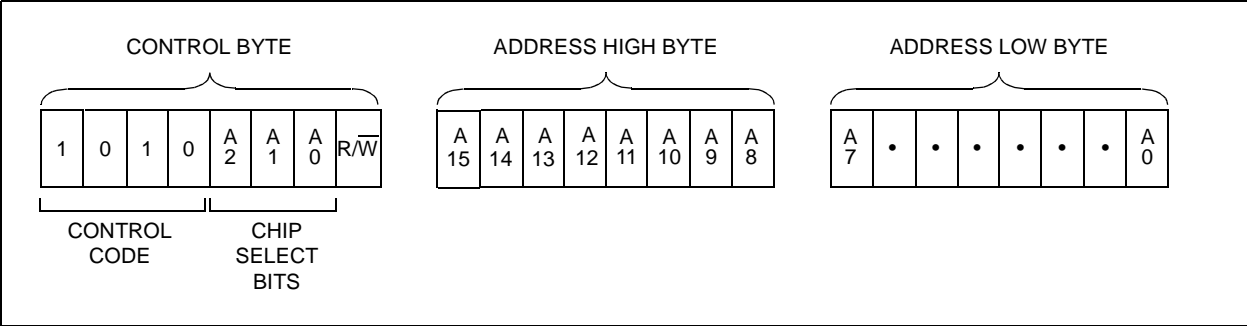 CONTROL BYTE ADDRESS HIGH BYTE ADDRESS LOW BYTE
1 0 1 0 A2 A1 A0 R/W̅ A15 A14 A13 A12 A11 A10 A9 A8 A7 • • • • • • A0
CONTROL CODE
CHIP SELECT BITS